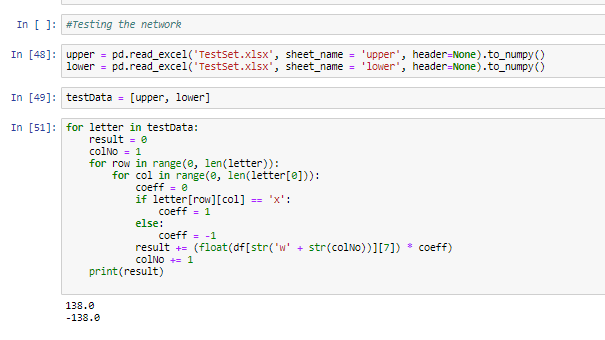 In [ ]: #Testing the network
In [48]: upper = pd.read_excel('TestSet.xlsx', sheet_name = 'upper', header=None).to_numpy()
lower = pd.read_excel('TestSet.xlsx', sheet_name = 'lower', header=None).to_numpy()
In [49]: testData = [upper, lower]
In [51]: for letter in testData:
    result = 0
    colNo = 1
    for row in range(0, len(letter)):
        for col in range(0, len(letter[0])):
            coeff = 0
            if letter[row][col] == 'x':
                coeff = 1
            else:
                coeff = -1
            result += (float(df[str('w' + str(colNo))][7]) * coeff)
            colNo += 1
    print(result)
138.0
-138.0